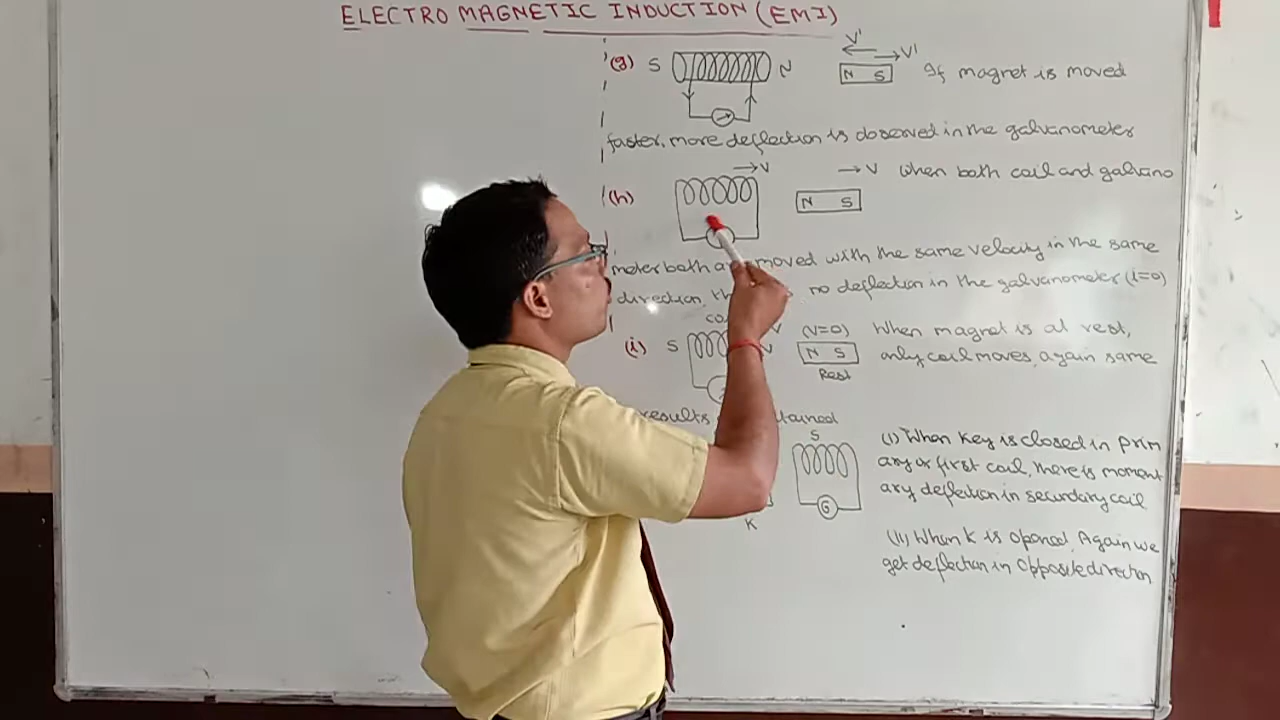 ELECTRO MAGNETIC INDUCTION (EMI)
(g) S N V' V' N S If magnet is moved
faster, more deflection is observed in the galvanometer
(h) V V N S When both coil and galvano
meter both moved with the same velocity in the same
direction, no deflection in the galvanometer (i=0)
(i) S V N (V=0) N S Rest When magnet is at rest,
only coil moves, again same
results
S G K
(i) When Key is closed in prim
ary or first coil, there is moment
ary deflection in secundary coil
(ii) When K is opened, Again we
get deflection in Opposite direction